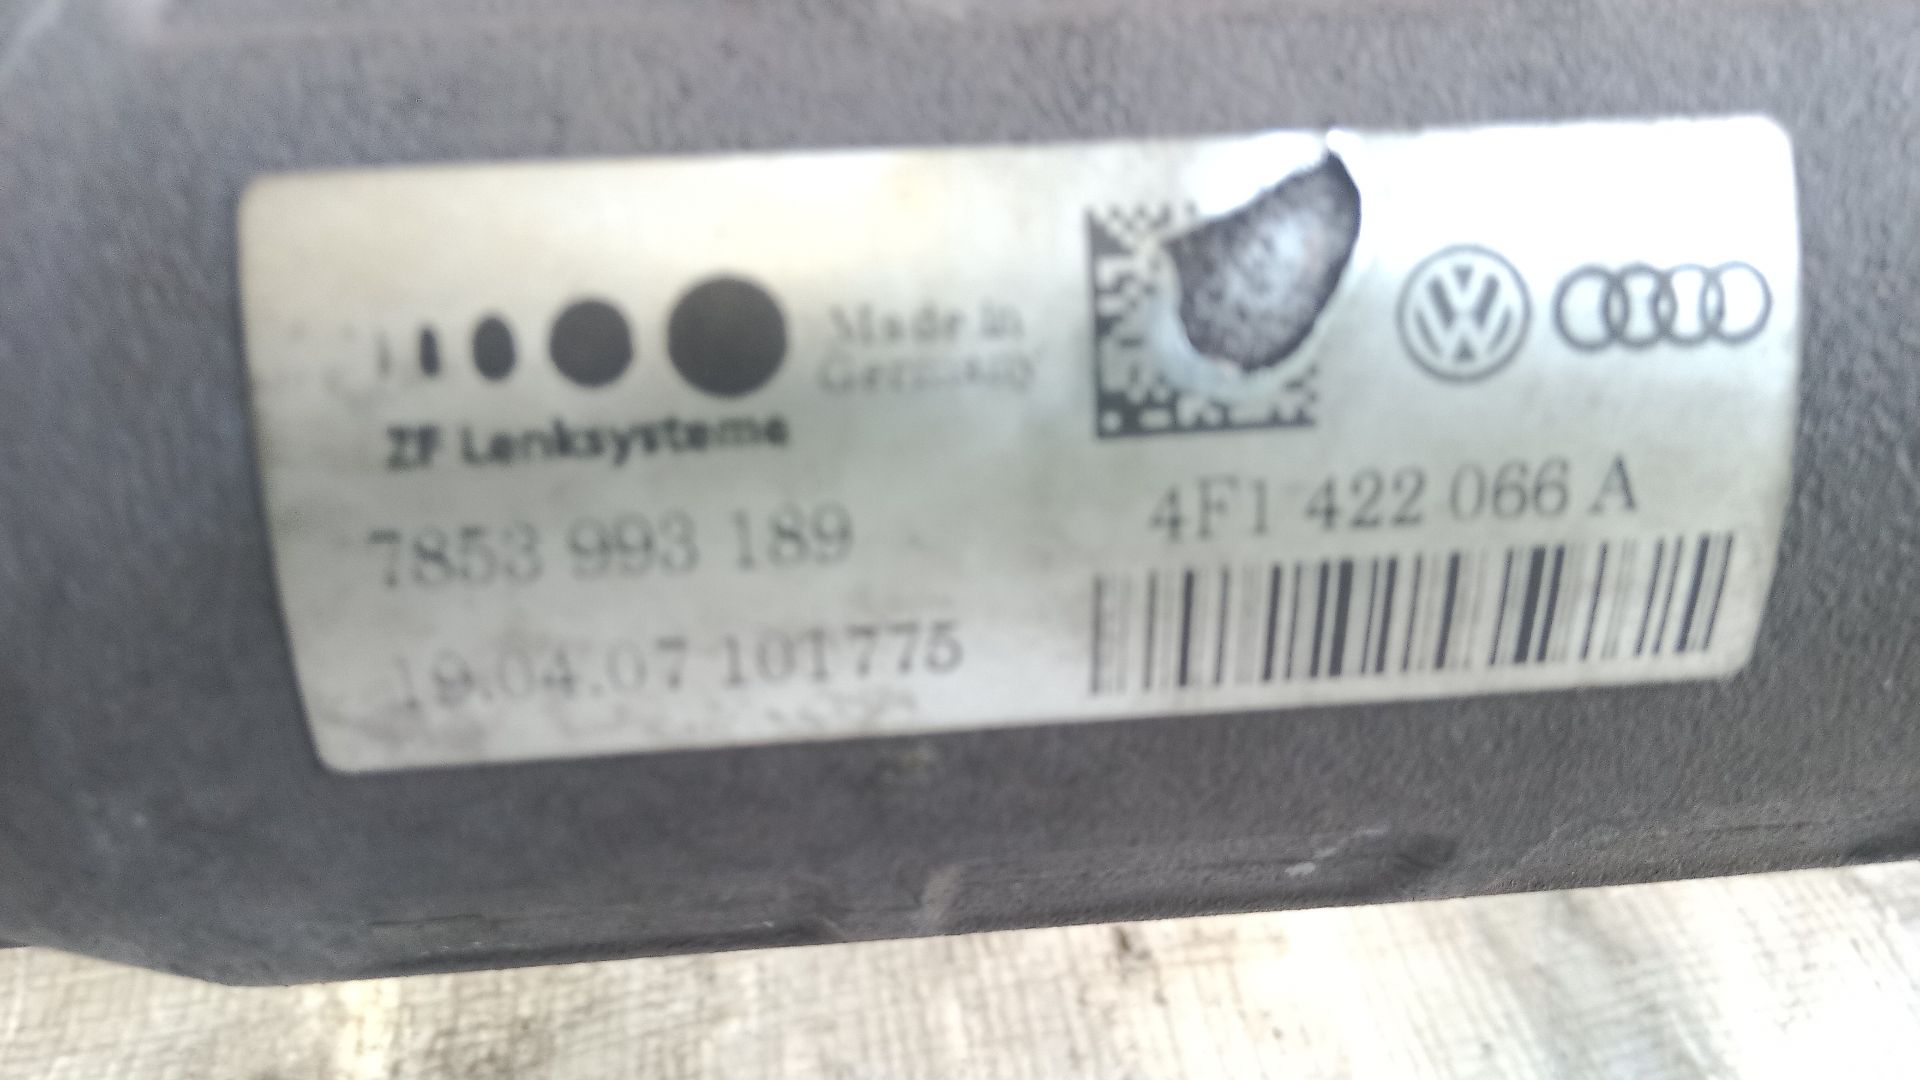 Made in
Germany
ZF Lenksysteme
7853 993 189
19.04.07 101775
4F1 422 066 A